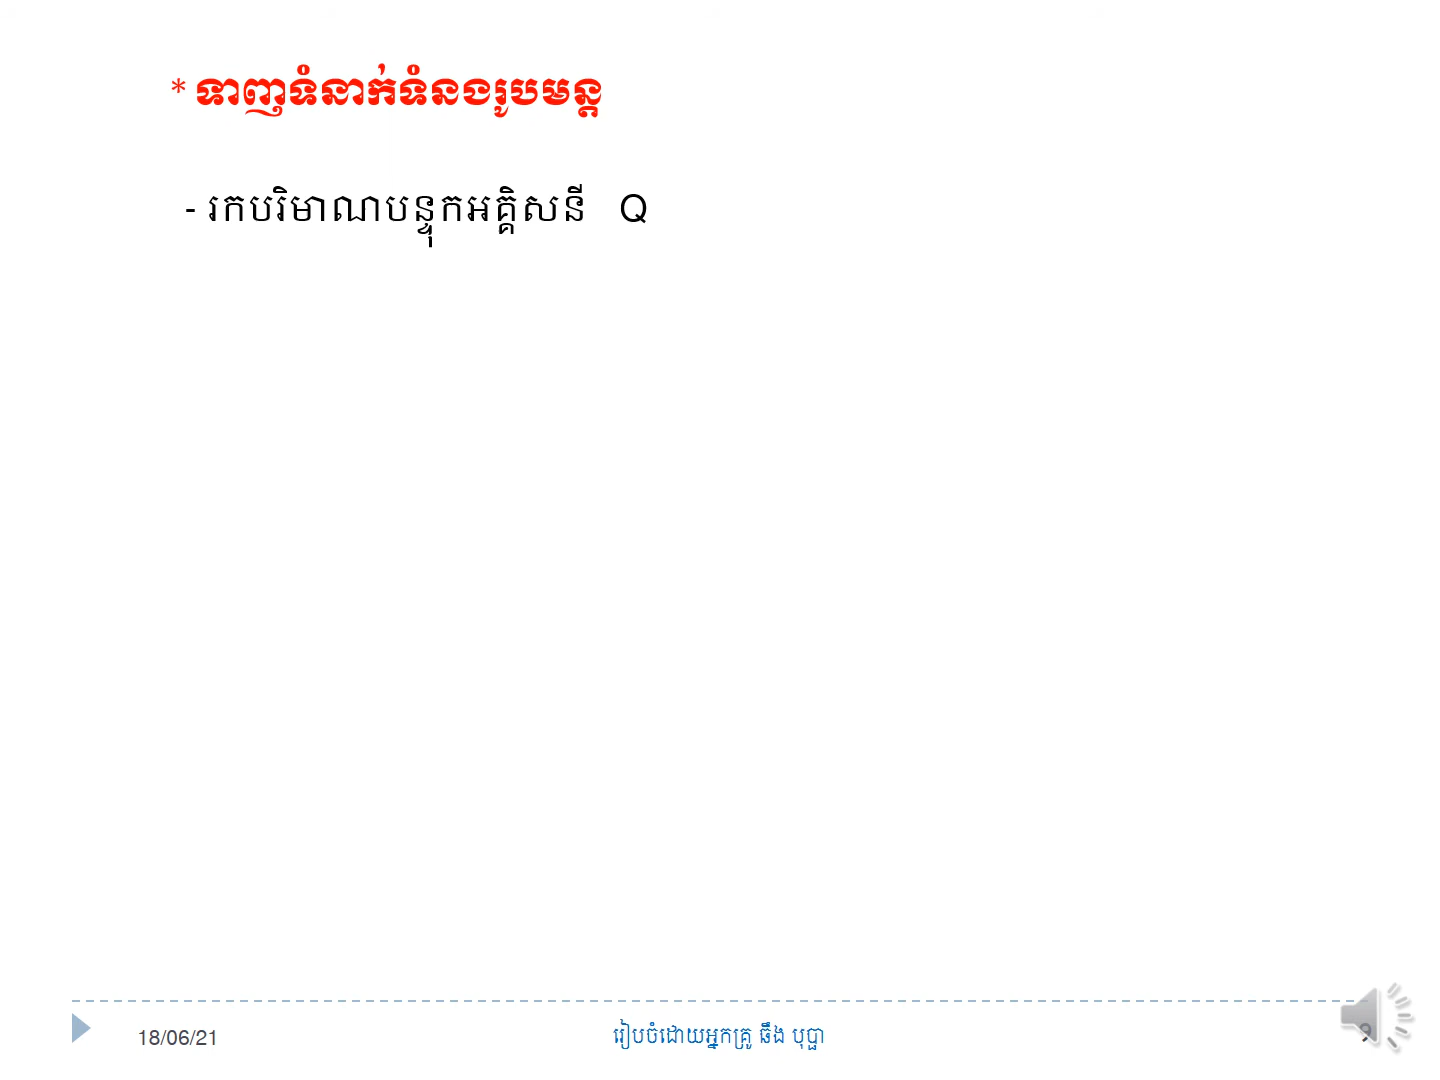 * ទាញទំនាក់ទំនងរូបមន្ត
- រកបរិមាណបន្ទុកអគ្គិសនី Q
18/06/21
រៀបចំដោយអ្នកគ្រូ ឆឹង បុប្ផា
9